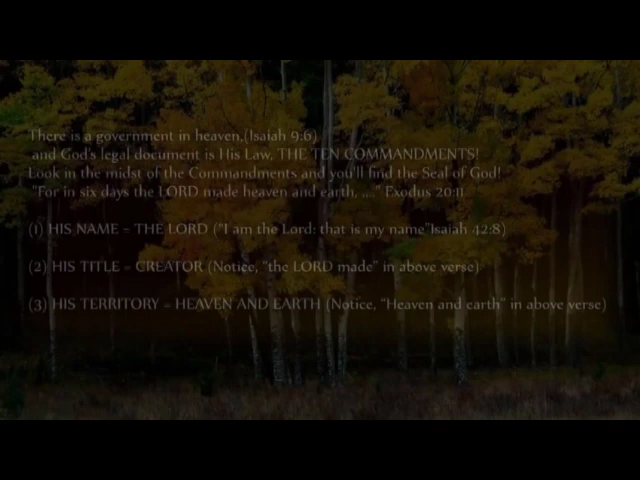 There is a government in heaven,(Isaiah 9:6)
and God's legal document is His Law, THE TEN COMMANDMENTS!
Look in the midst of the Commandments and you'll find the Seal of God!
"For in six days the LORD made heaven and earth, ...." Exodus 20:11
(1) HIS NAME = THE LORD ("I am the Lord: that is my name"Isaiah 42:8)
(2) HIS TITLE = CREATOR (Notice, "the LORD made" in above verse)
(3) HIS TERRITORY = HEAVEN AND EARTH (Notice, "Heaven and earth" in above verse)